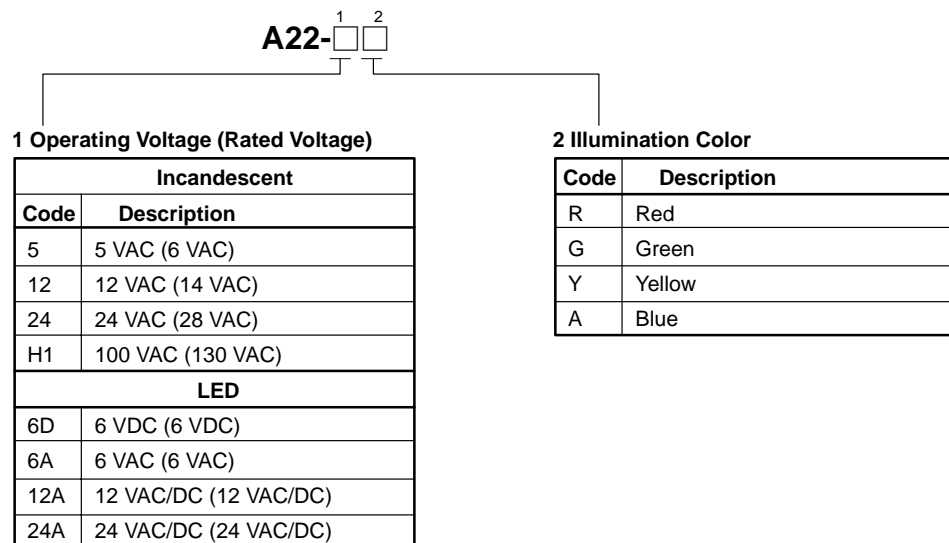 1 2
A22-□□
1 Operating Voltage (Rated Voltage)
Incandescent
Code Description
5 5 VAC (6 VAC)
12 12 VAC (14 VAC)
24 24 VAC (28 VAC)
H1 100 VAC (130 VAC)
LED
6D 6 VDC (6 VDC)
6A 6 VAC (6 VAC)
12A 12 VAC/DC (12 VAC/DC)
24A 24 VAC/DC (24 VAC/DC)
2 Illumination Color
Code Description
R Red
G Green
Y Yellow
A Blue